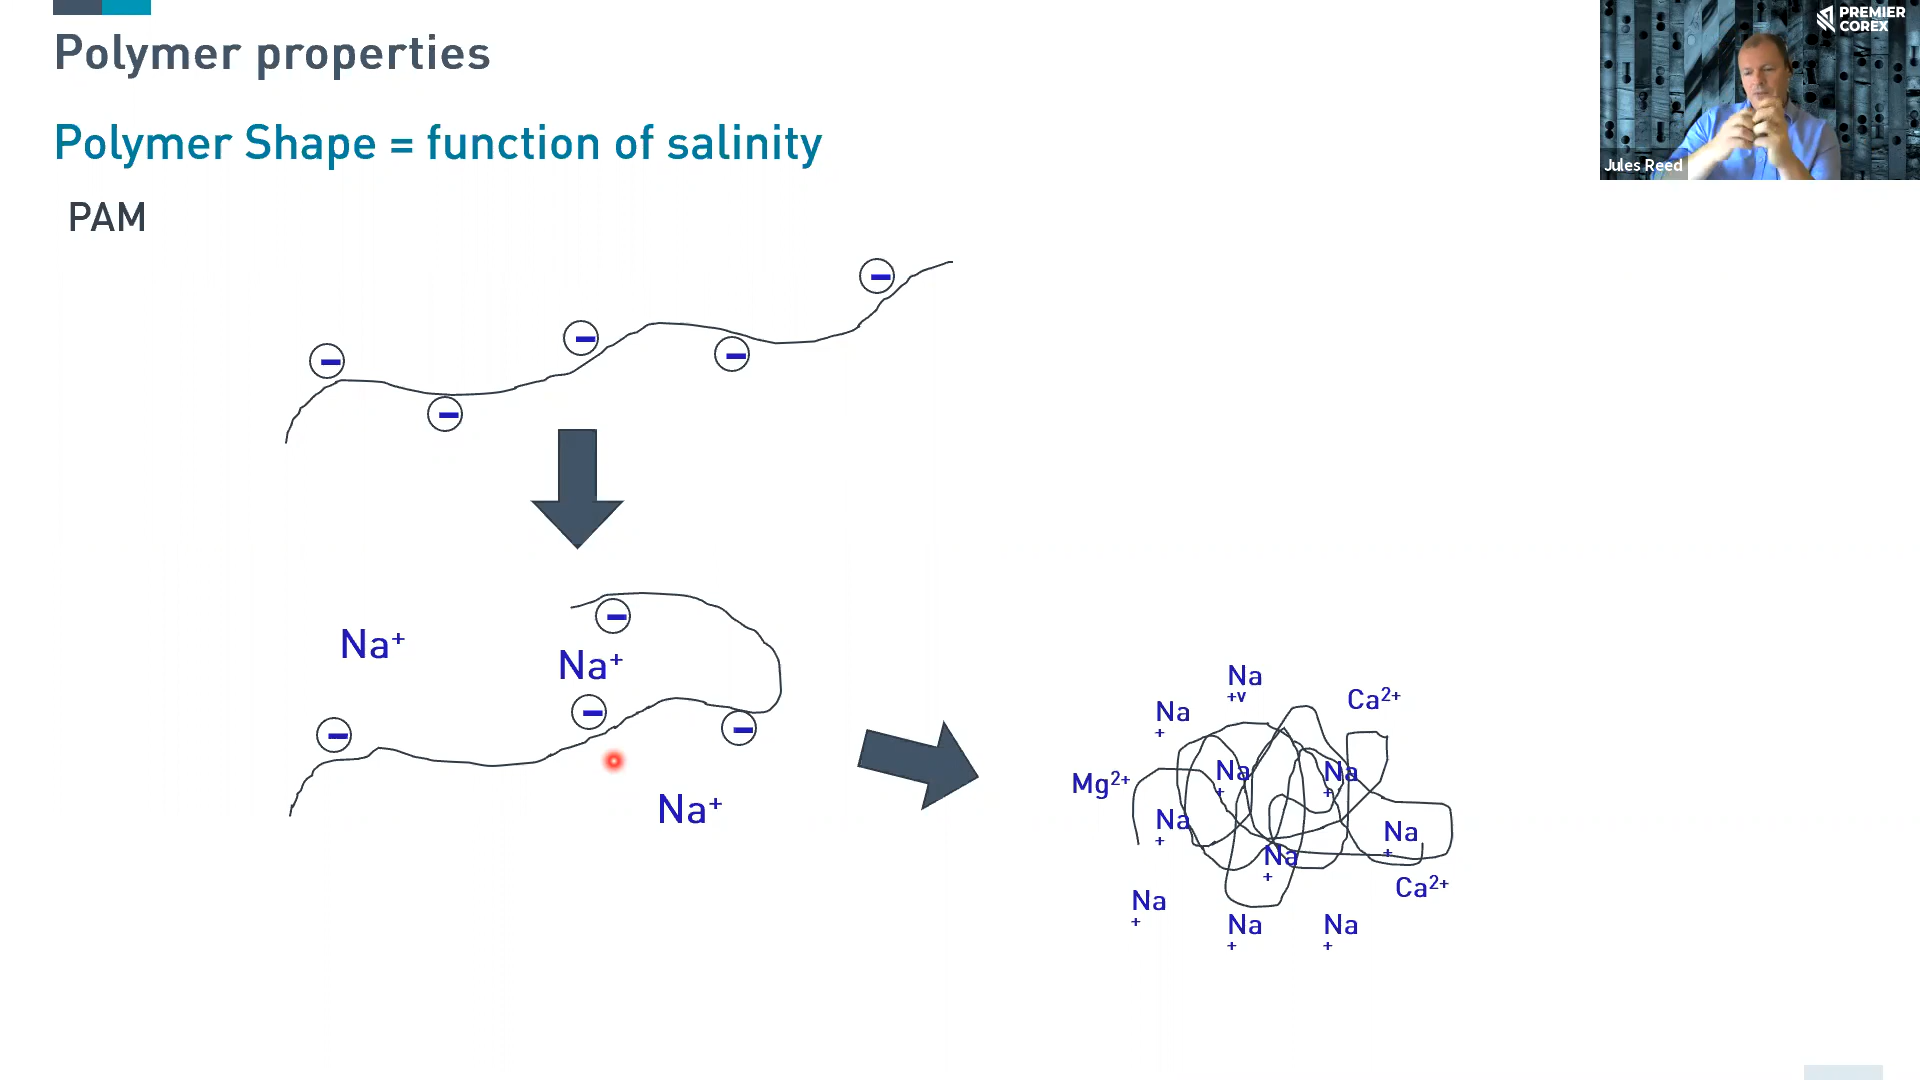 Polymer properties
PREMIER
COREX
Jules Reed
Polymer Shape = function of salinity
PAM
−
−
−
−
−
−
Na⁺
Na⁺
−
−
−
Na⁺
Na
+v
Ca²⁺
Na
+
Na
+
Na
+
Mg²⁺
Na
+
Na
+
Na
+
Ca²⁺
Na
+
Na
+
Na
+